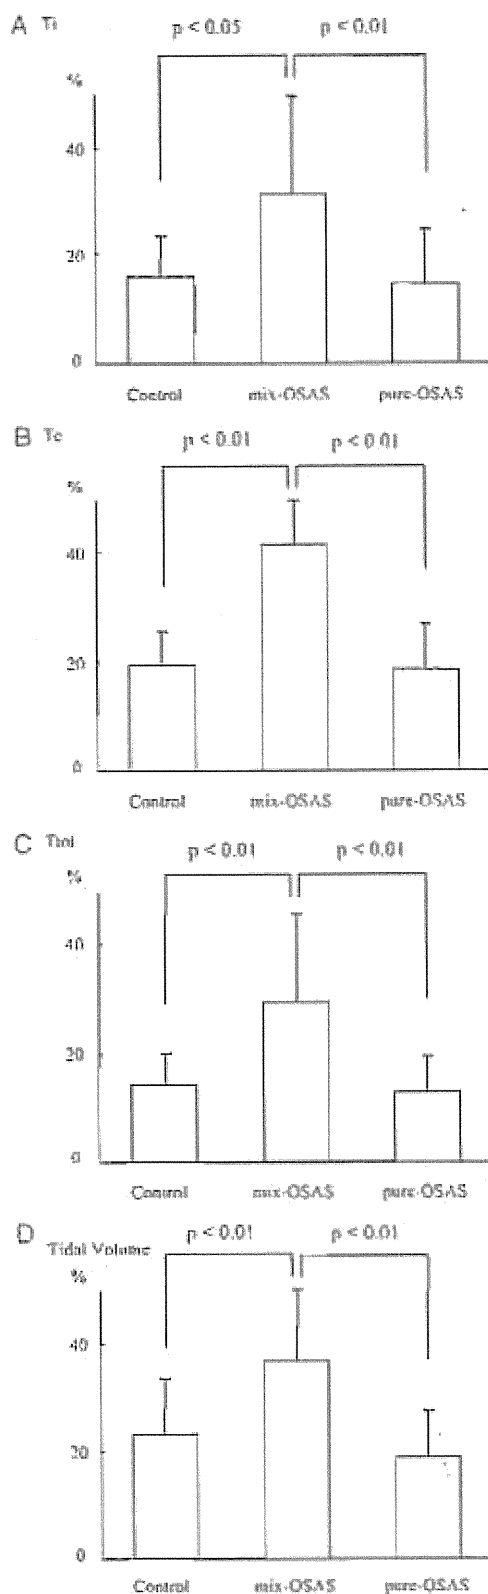 A Ti
p < 0.05 p < 0.01
%
40
20
0
Control mix-OSAS pure-OSAS
B Te
p < 0.01 p < 0.01
%
40
20
0
Control mix-OSAS pure-OSAS
C Ttot
p < 0.01 p < 0.01
%
40
20
0
Control mix-OSAS pure-OSAS
D Tidal Volume
p < 0.01 p < 0.01
%
40
20
0
Control mix-OSAS pure-OSAS